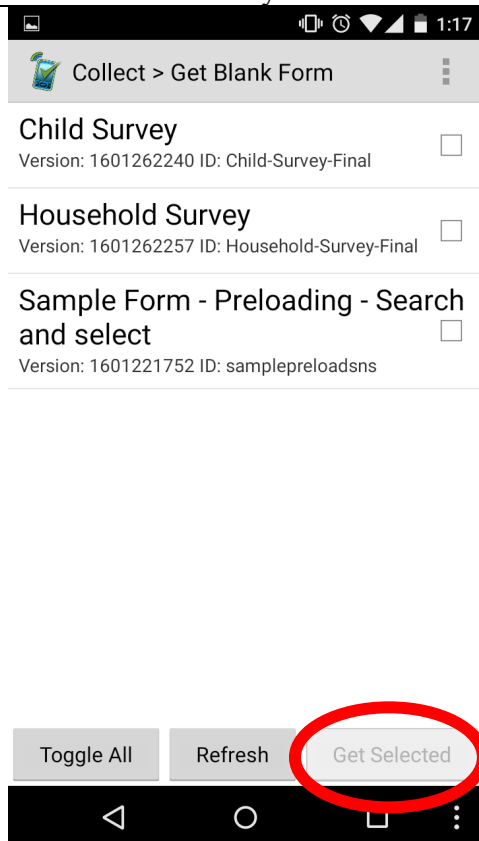 1:17
Collect > Get Blank Form
Child Survey
Version: 1601262240 ID: Child-Survey-Final
Household Survey
Version: 1601262257 ID: Household-Survey-Final
Sample Form - Preloading - Search
and select
Version: 1601221752 ID: samplepreloadsns
Toggle All Refresh Get Selected